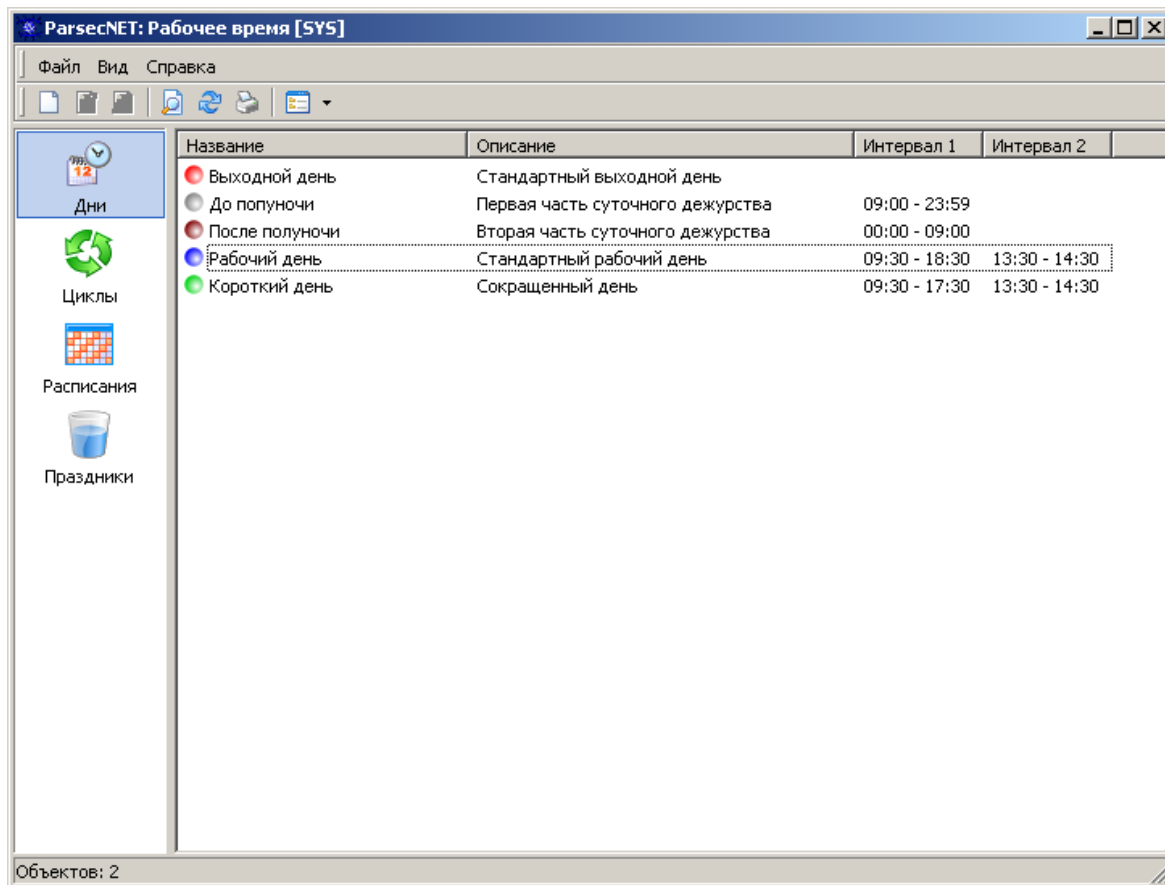 ParsecNET: Рабочее время [SYS]
Файл Вид Справка
Название Описание Интервал 1 Интервал 2
12
Дни
Циклы
Расписания
Праздники
Выходной день Стандартный выходной день
До полуночи Первая часть суточного дежурства 09:00 - 23:59
После полуночи Вторая часть суточного дежурства 00:00 - 09:00
Рабочий день Стандартный рабочий день 09:30 - 18:30 13:30 - 14:30
Короткий день Сокращенный день 09:30 - 17:30 13:30 - 14:30
Объектов: 2